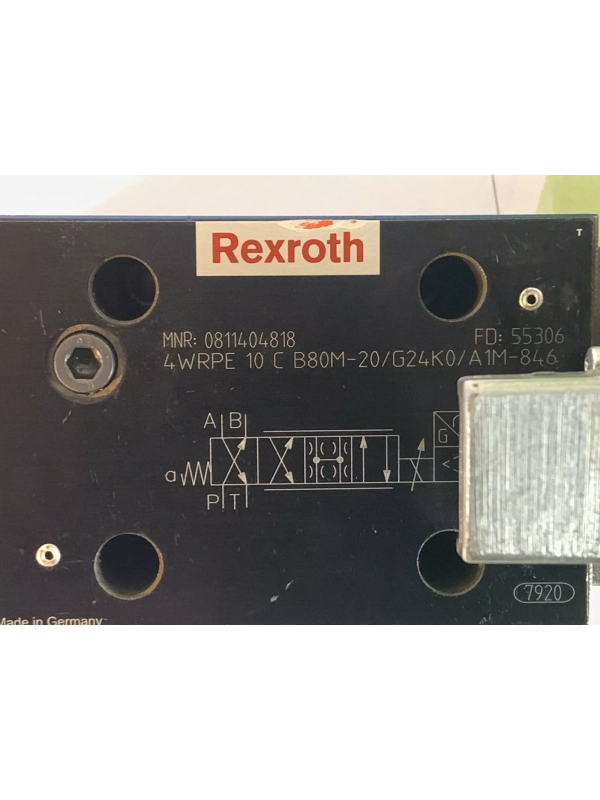 T
Rexroth
MNR: 0811404818 FD: 55306
4WRPE 10 C B80M-20/G24K0/A1M-846
A B
G
a
P T
7920
Made in Germany